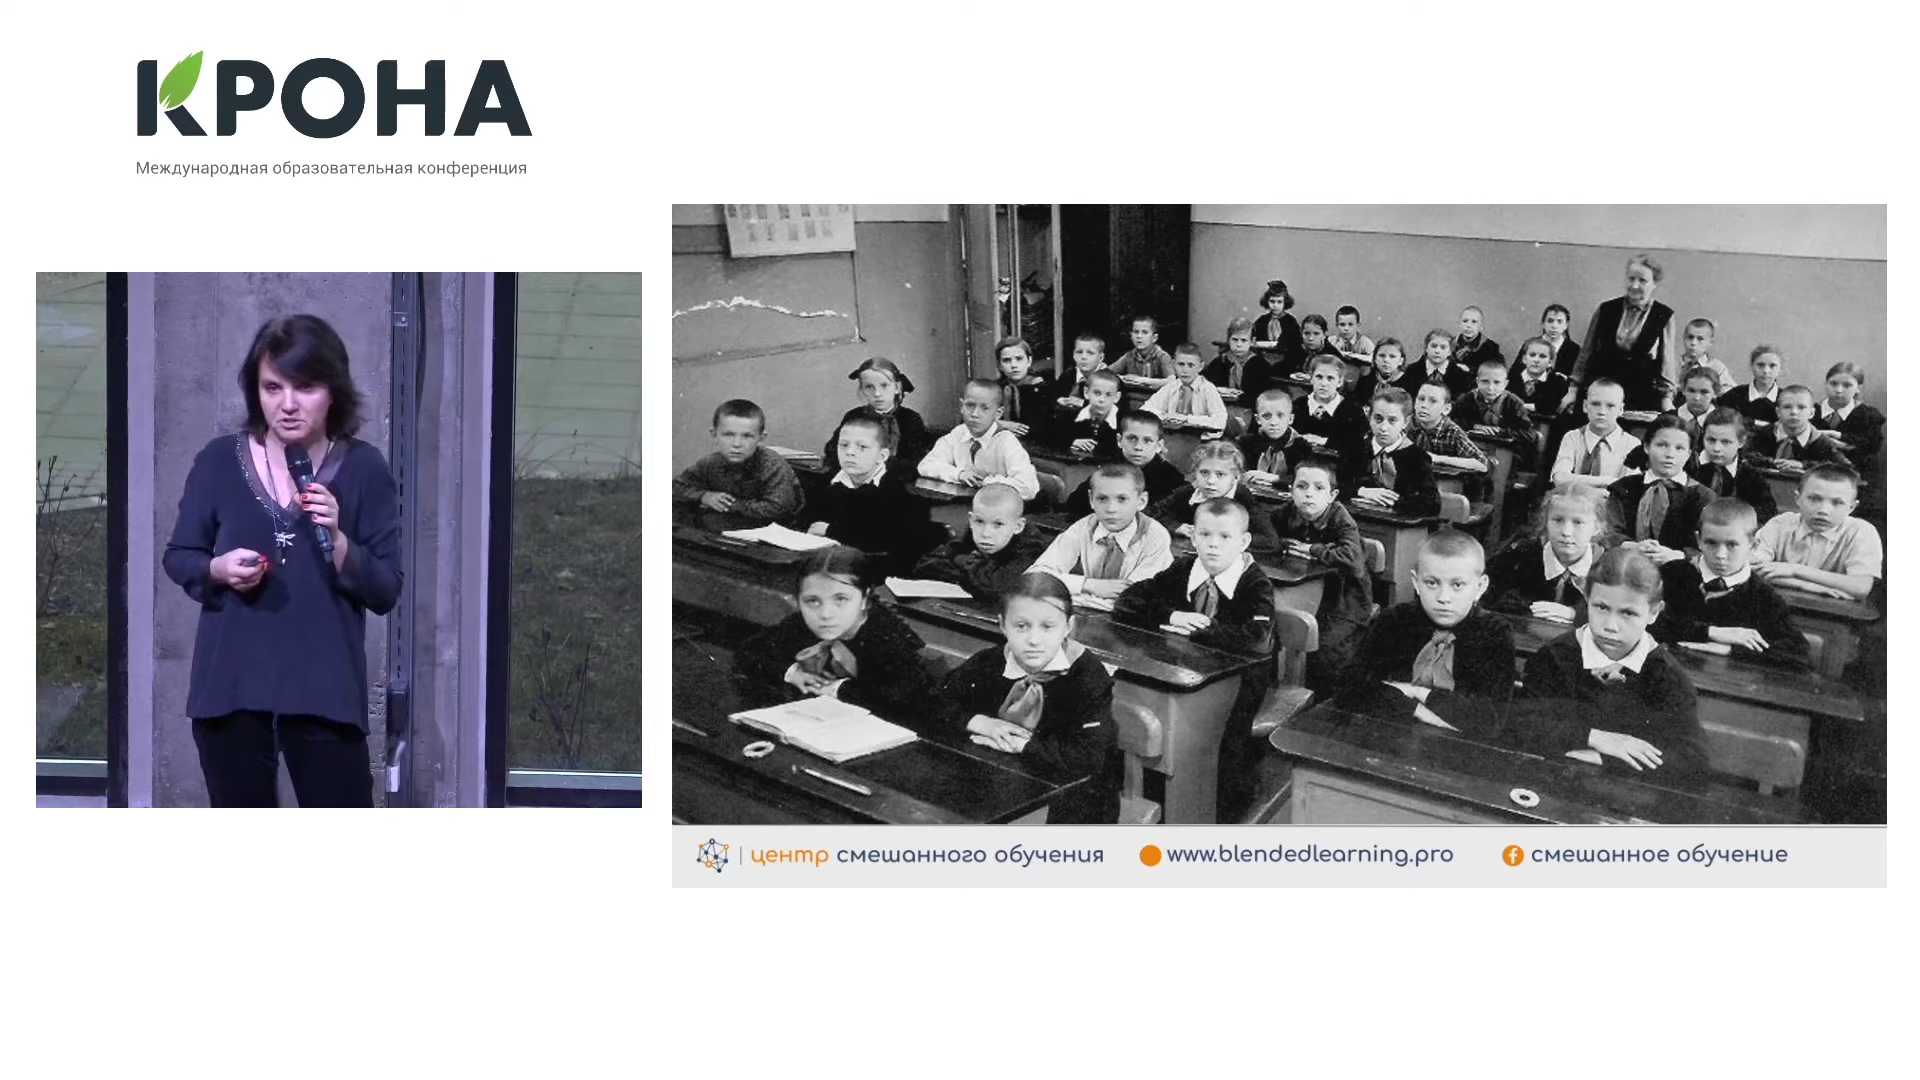 КРОНА
Международная образовательная конференция
центр смешанного обучения
www.blendedlearning.pro
смешанное обучение